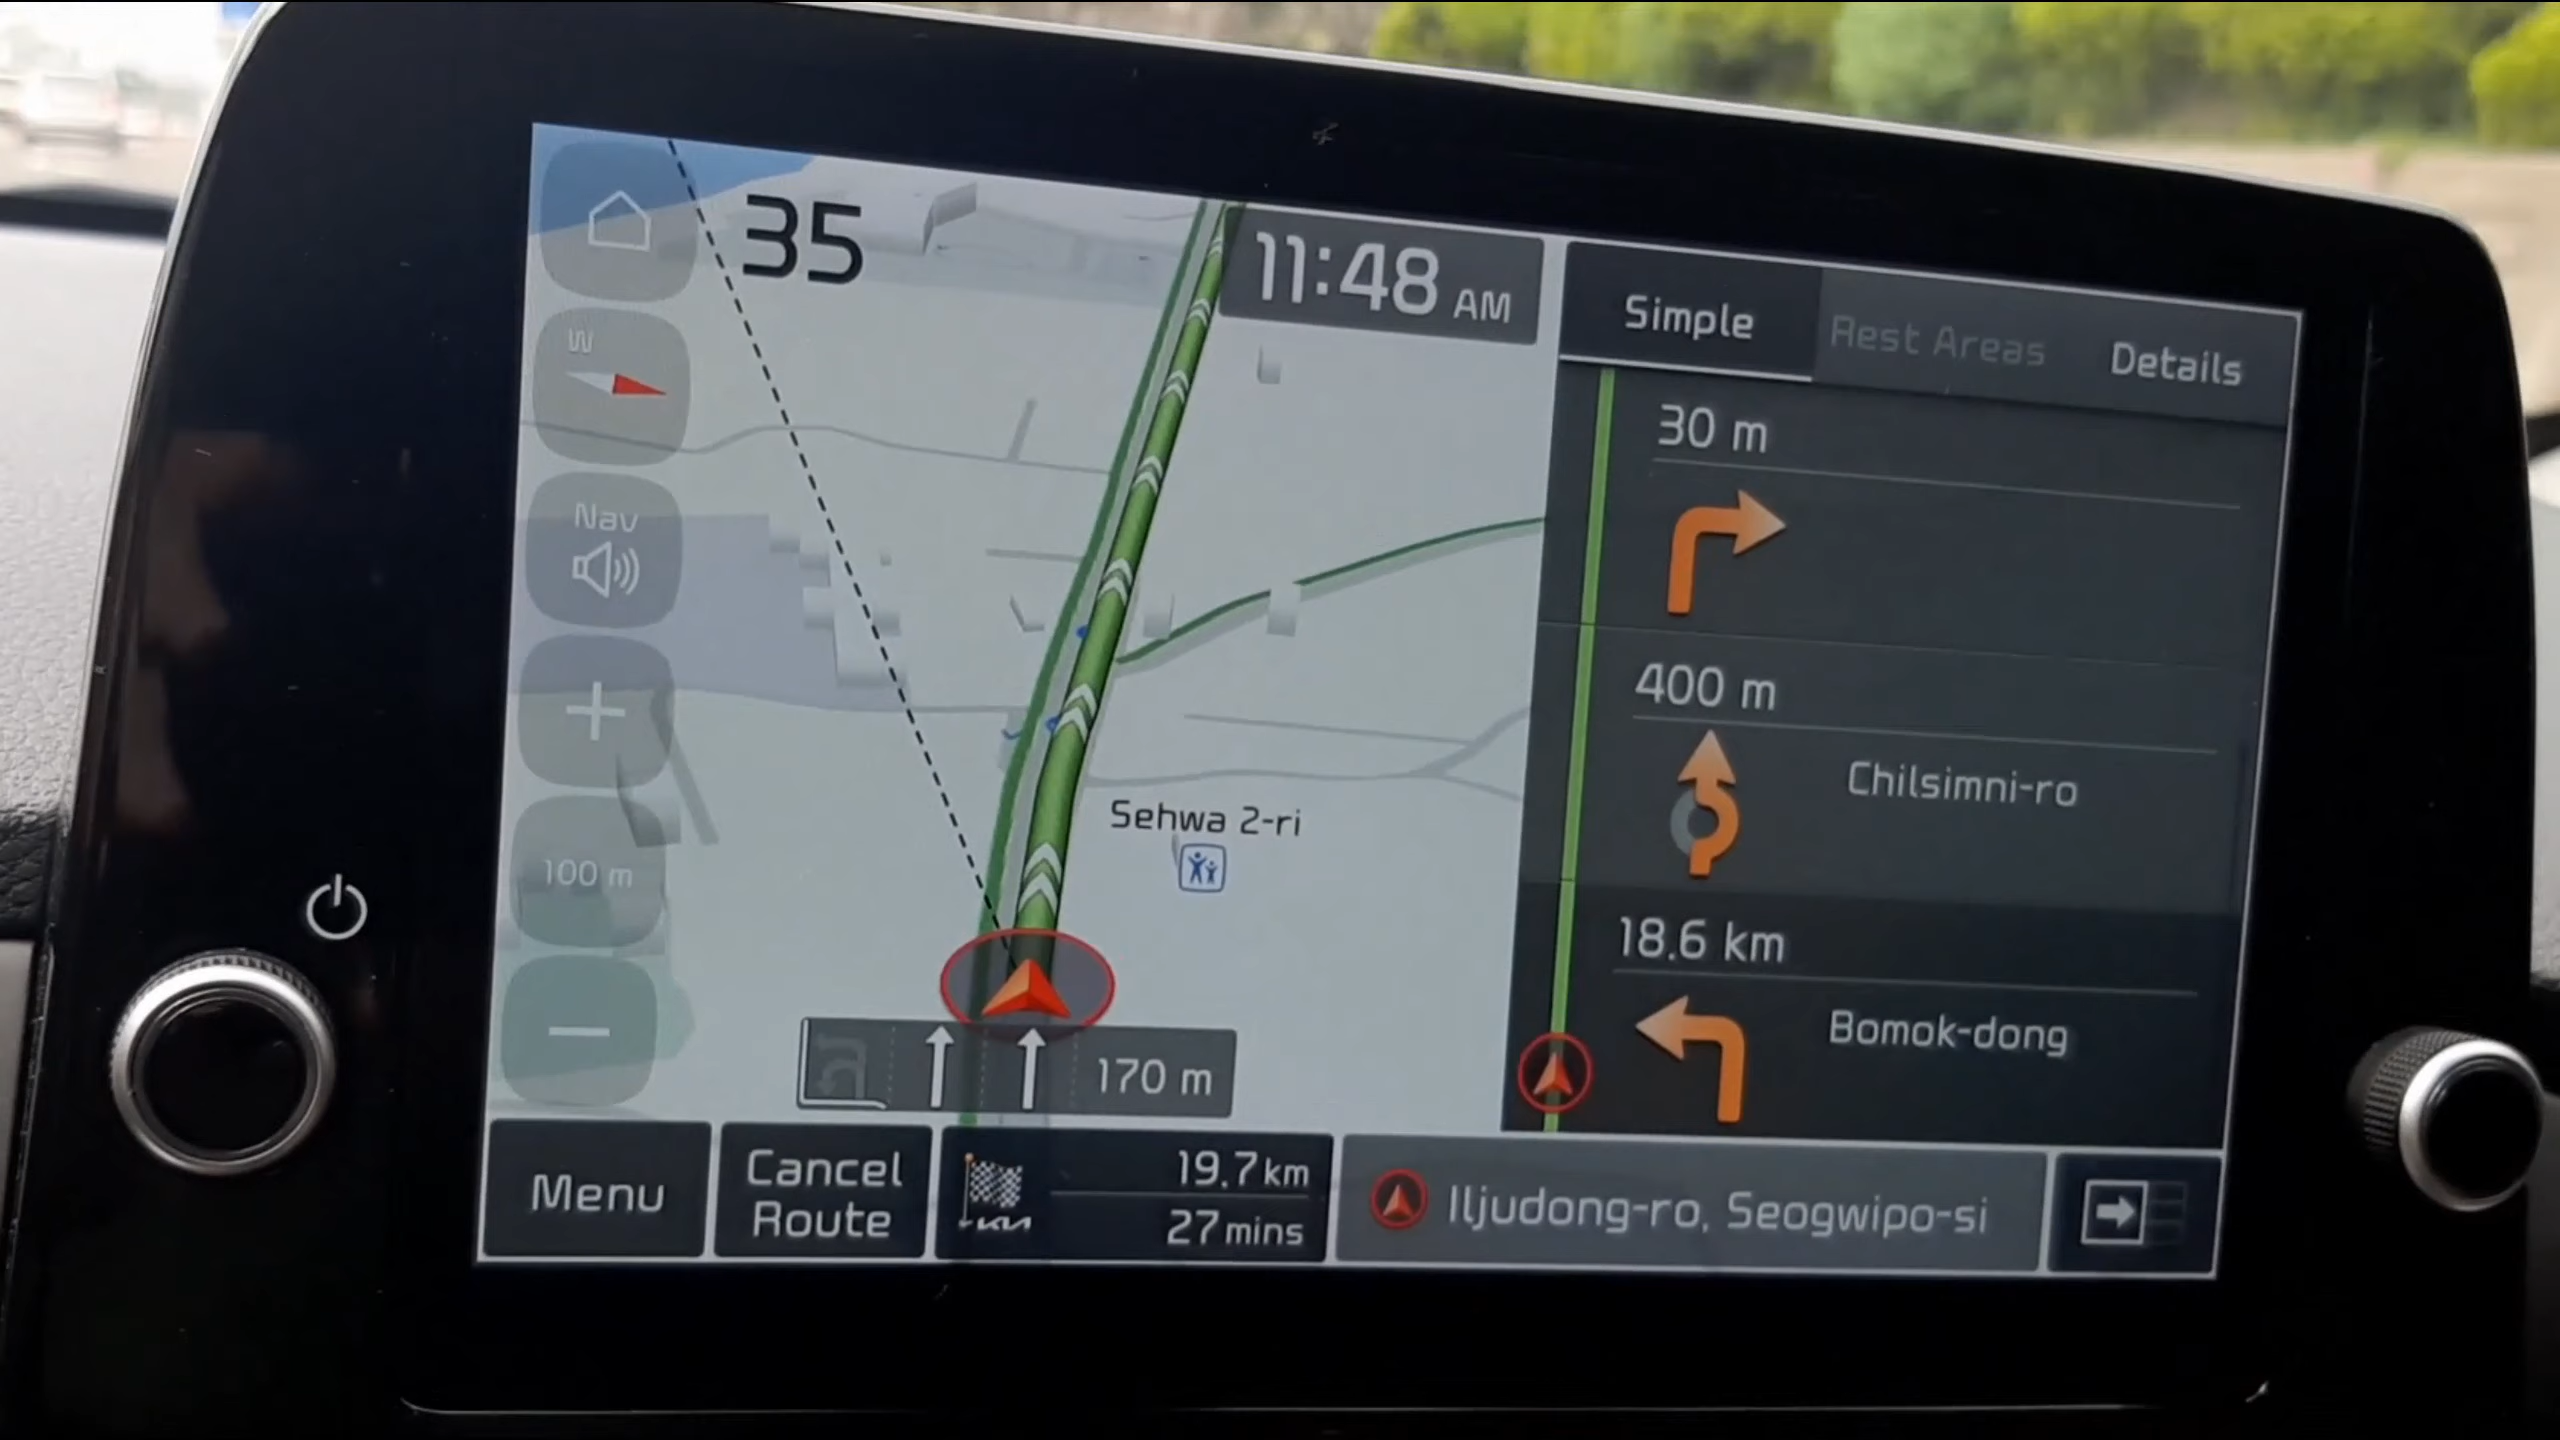 35
11:48 AM
W
Nav
100 m
Sehwa 2-ri
170 m
Simple
Rest Areas
Details
30 m
400 m
Chilsimni-ro
18.6 km
Bomok-dong
Menu
Cancel
Route
KIA
19.7 km
27 mins
Iljudong-ro, Seogwipo-si